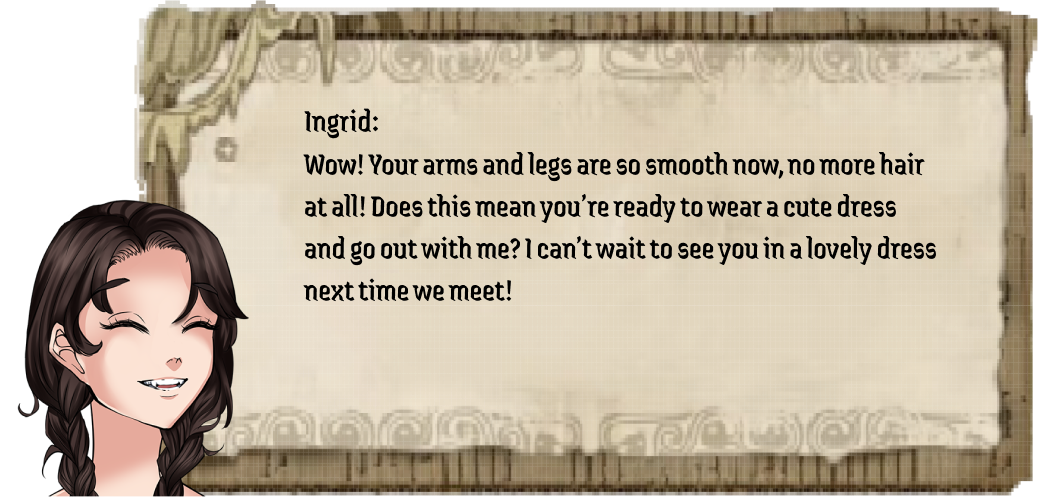 Ingrid:
Wow! Your arms and legs are so smooth now, no more hair
at all! Does this mean you're ready to wear a cute dress
and go out with me? I can't wait to see you in a lovely dress
next time we meet!